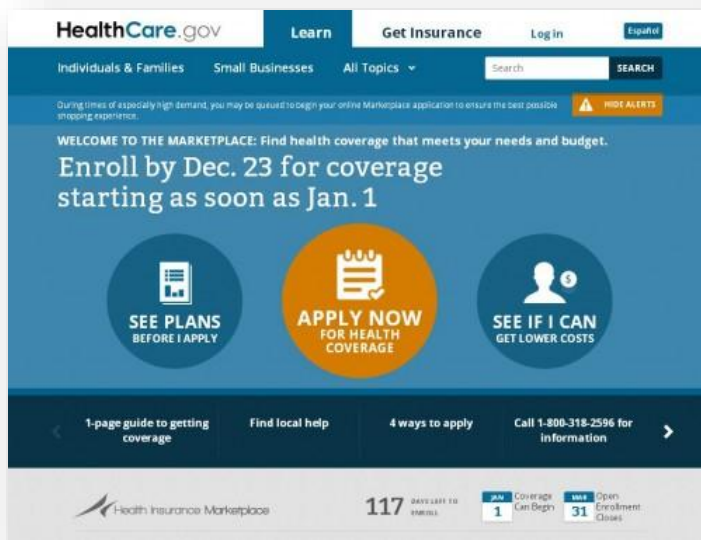 HealthCare.gov
Learn
Get Insurance
Log in
Español
Individuals & Families
Small Businesses
All Topics
Search
SEARCH
During times of especially high demand, you may be queued to begin your online Marketplace application to ensure the best possible
shopping experience.
HIDE ALERTS
WELCOME TO THE MARKETPLACE: Find health coverage that meets your needs and budget.
Enroll by Dec. 23 for coverage
starting as soon as Jan. 1
SEE PLANS
BEFORE I APPLY
APPLY NOW
FOR HEALTH
COVERAGE
SEE IF I CAN
GET LOWER COSTS
1-page guide to getting
coverage
Find local help
4 ways to apply
Call 1-800-318-2596 for
information
Health Insurance Marketplace
117
DAYS LEFT TO
ENROLL
JAN
1
Coverage
Can Begin
MAR
31
Open
Enrollment
Closes